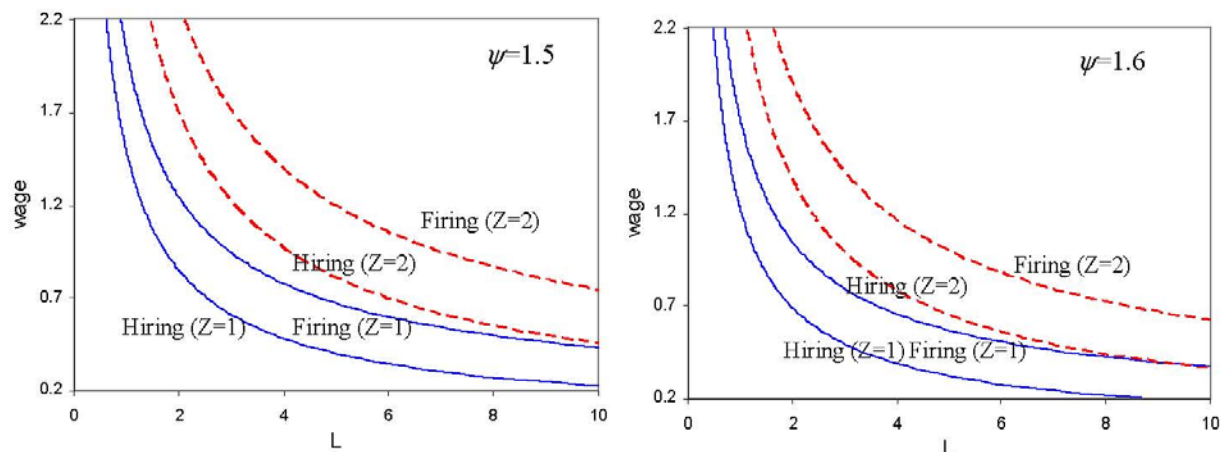 2.2
ψ=1.5
1.7
wage
1.2
Firing (Z=2)
Hiring (Z=2)
0.7
Hiring (Z=1)
Firing (Z=1)
0.2
0 2 4 6 8 10
L
2.2
ψ=1.6
1.7
wage
1.2
Firing (Z=2)
Hiring (Z=2)
0.7
Hiring (Z=1) Firing (Z=1)
0.2
0 2 4 6 8 10
L